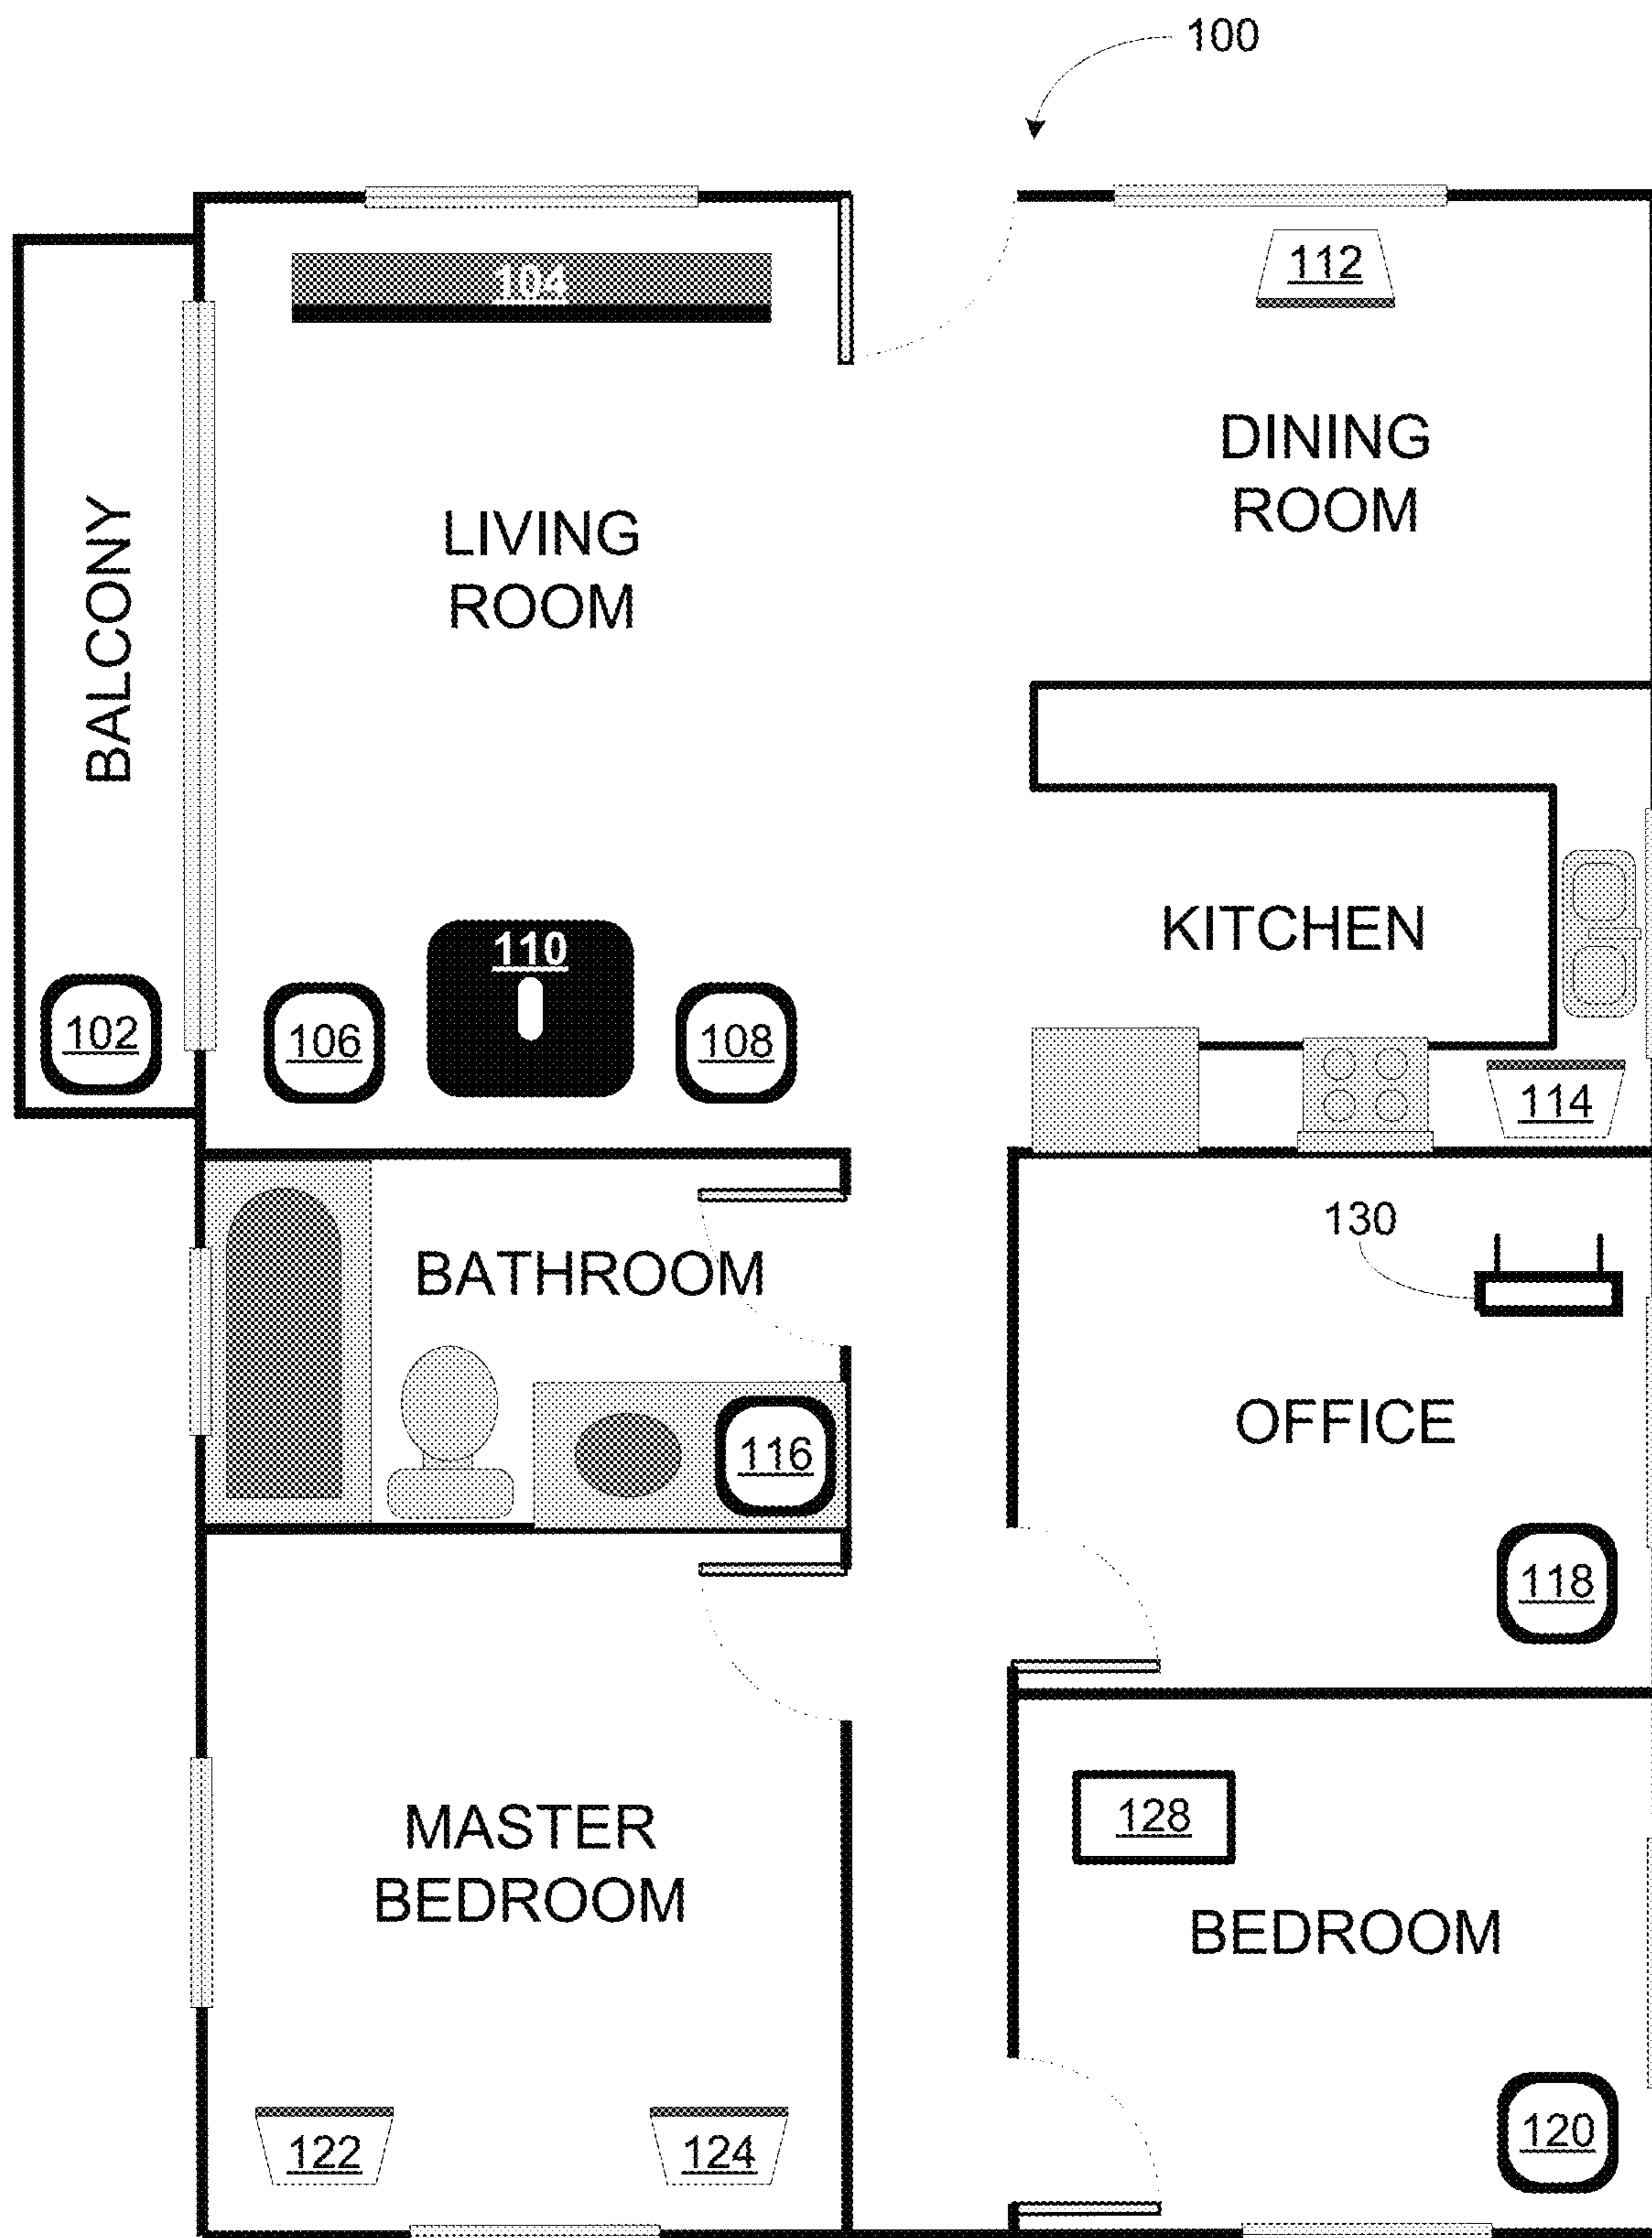 100
104
112
DINING
ROOM
LIVING
ROOM
BALCONY
KITCHEN
110
102
106
108
114
130
BATHROOM
OFFICE
116
118
128
MASTER
BEDROOM
BEDROOM
122
124
120